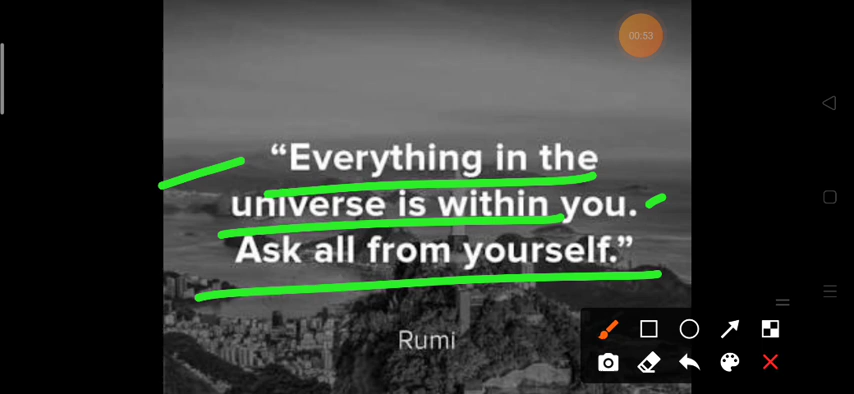 00:53
“Everything in the
universe is within you.
Ask all from yourself.”
Rumi